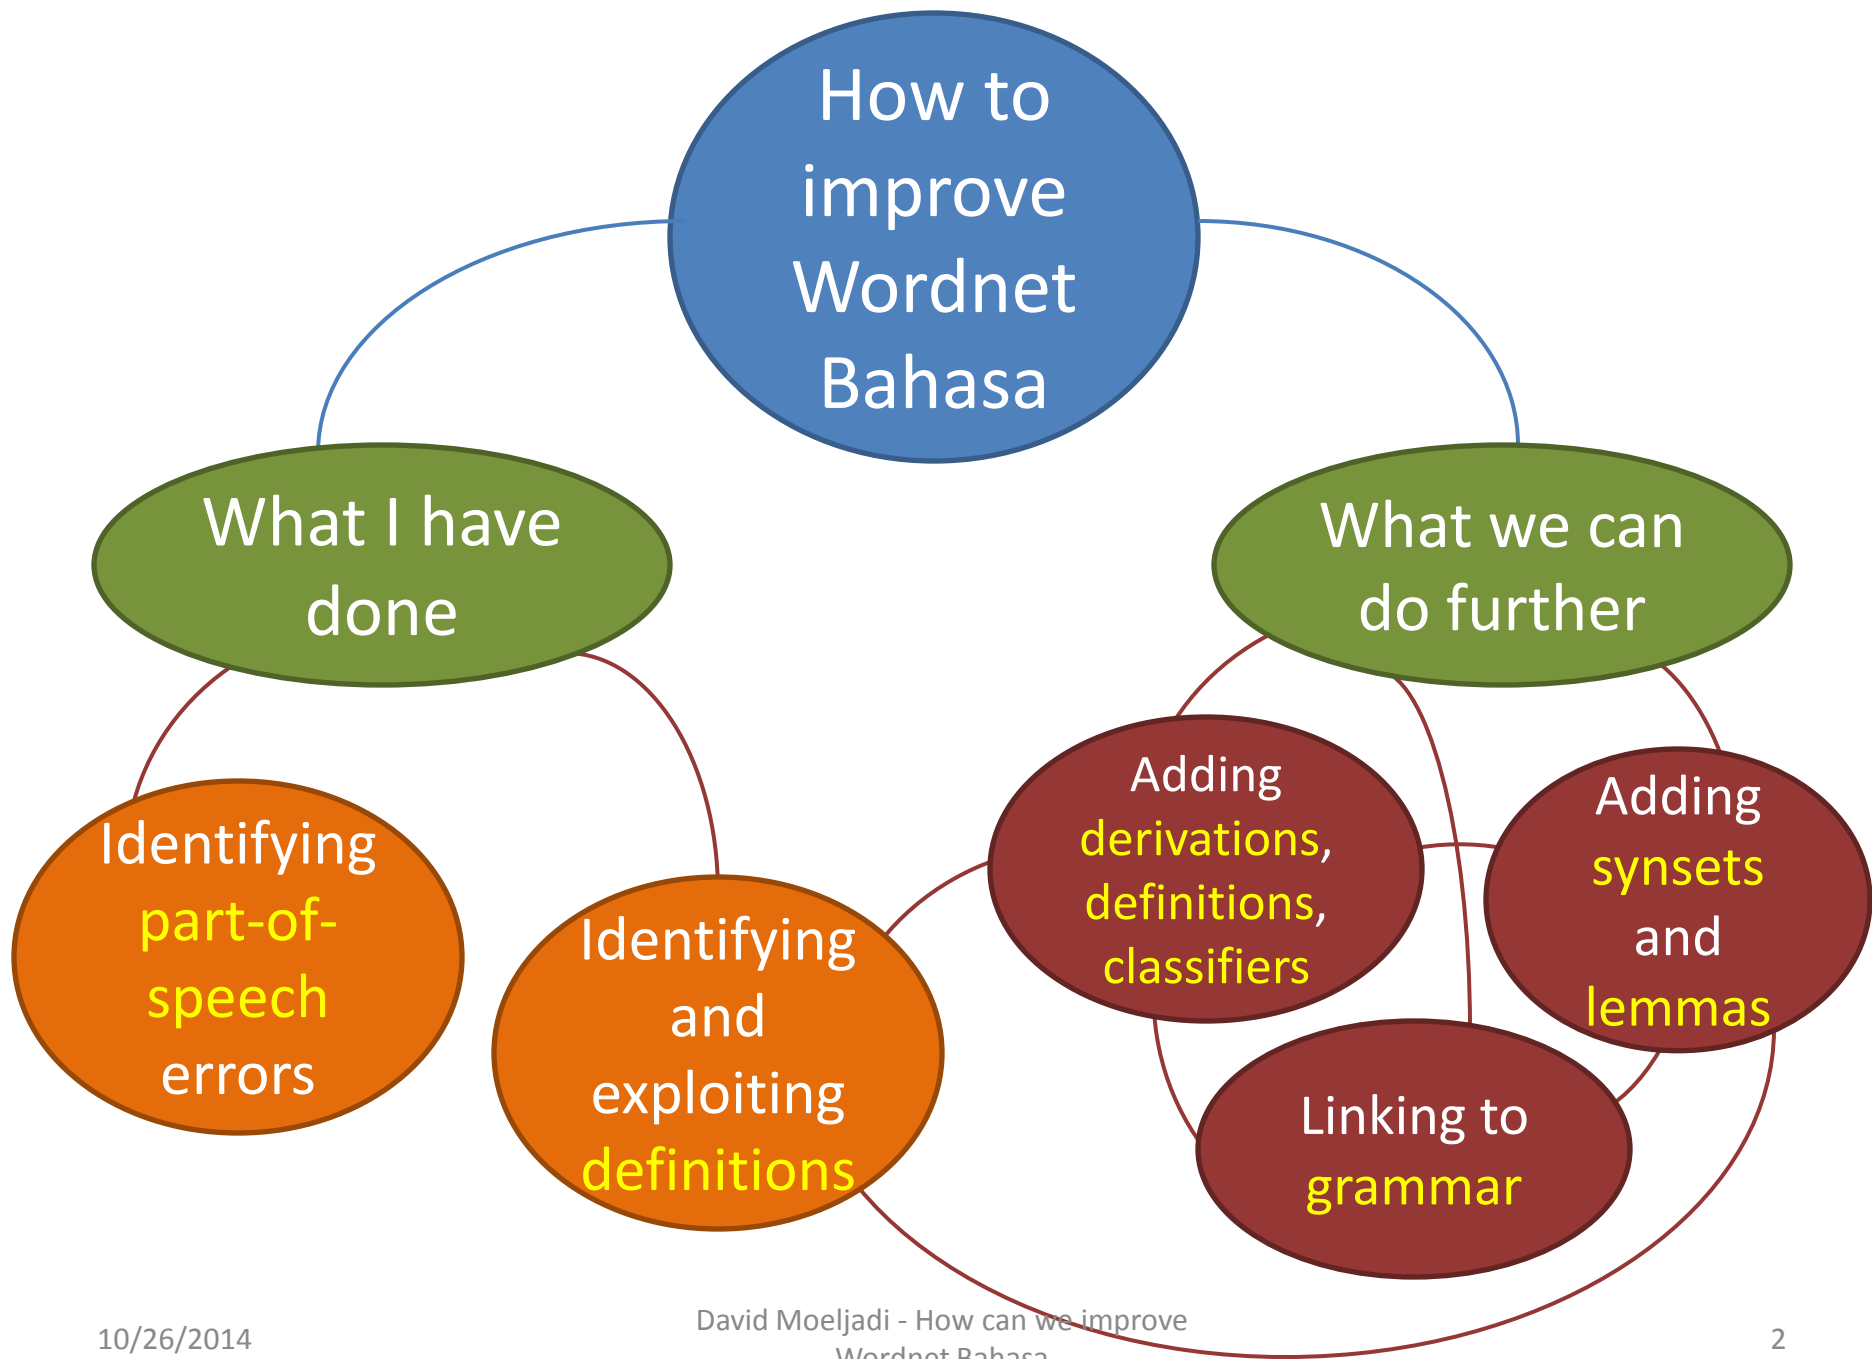 How to
improve
Wordnet
Bahasa
What I have
done
What we can
do further
Identifying
part-of-
speech
errors
Identifying
and
exploiting
definitions
Adding
derivations,
definitions,
classifiers
Adding
synsets
and
lemmas
Linking to
grammar
10/26/2014
David Moeljadi - How can we improve
Wordnet Bahasa
2